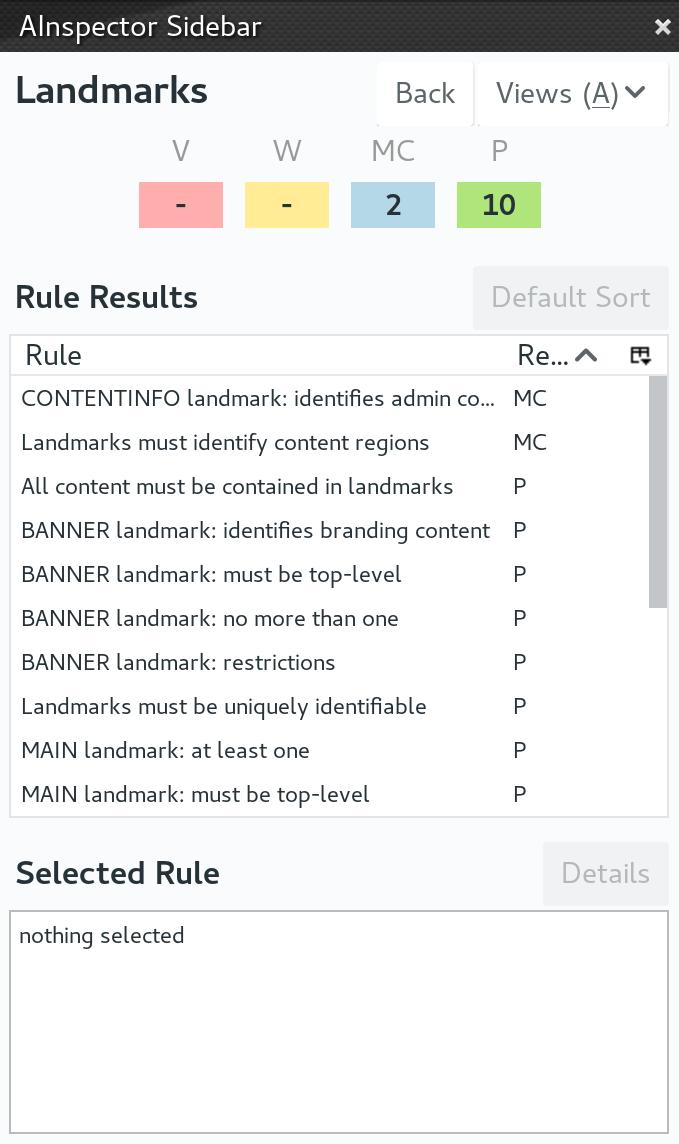 AInspector Sidebar ×
Landmarks Back Views (A)
V W MC P
- - 2 10
Rule Results Default Sort
Rule Re...
CONTENTINFO landmark: identifies admin co... MC
Landmarks must identify content regions MC
All content must be contained in landmarks P
BANNER landmark: identifies branding content P
BANNER landmark: must be top-level P
BANNER landmark: no more than one P
BANNER landmark: restrictions P
Landmarks must be uniquely identifiable P
MAIN landmark: at least one P
MAIN landmark: must be top-level P
Selected Rule Details
nothing selected